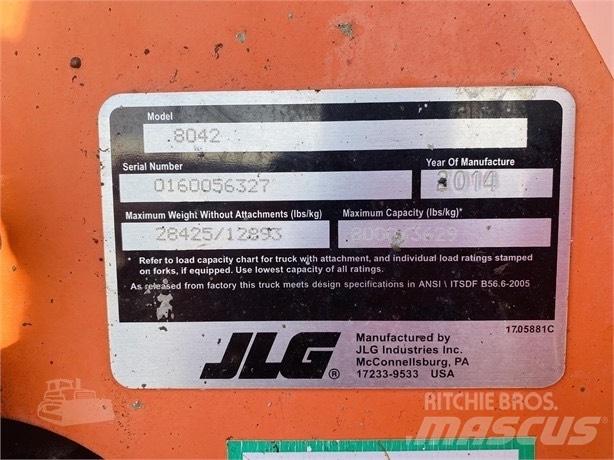 Model
8042
Serial Number
Year Of Manufacture
0160056327
2014
Maximum Weight Without Attachments (lbs/kg)
Maximum Capacity (lbs/kg)*
28425/12893
8000/3629
* Refer to load capacity chart for truck with attachment, and individual load ratings stamped
on forks, if equipped. Use lowest capacity of all ratings.
As released from factory this truck meets design specifications in ANSI \ ITSDF B56.6-2005
1705881C
JLG®
Manufactured by
JLG Industries Inc.
McConnellsburg, PA
17233-9533 USA
RITCHIE BROS.
MASCUS